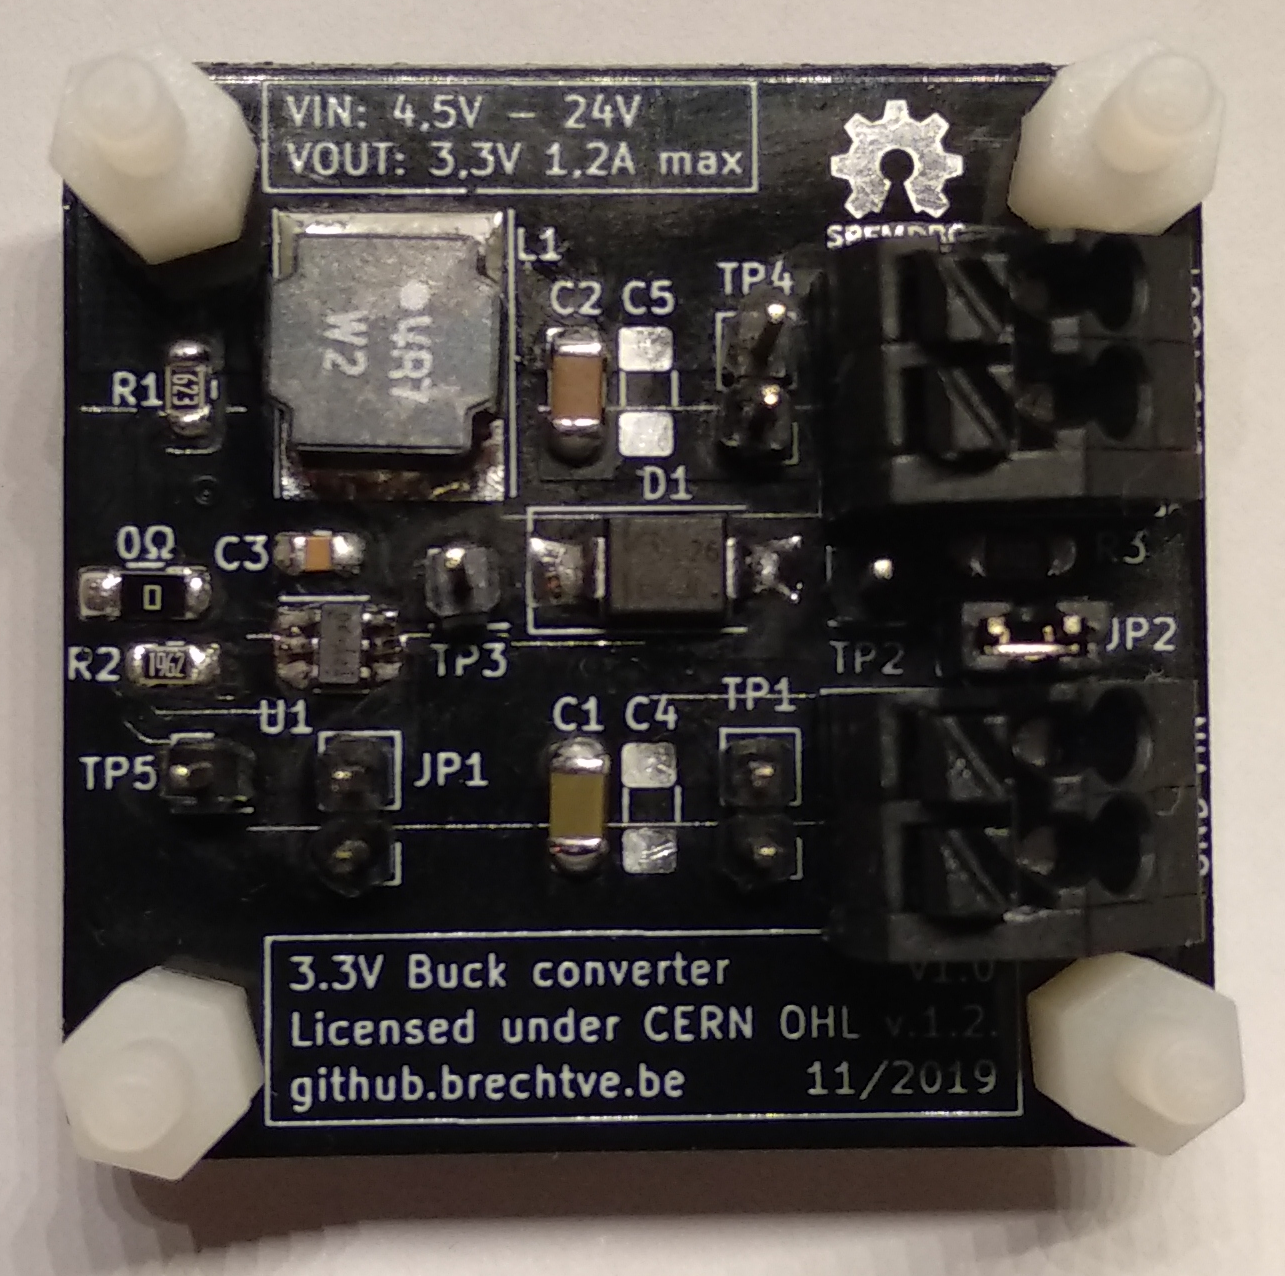 VIN: 4.5V – 24V
VOUT: 3.3V 1.2A max
L1
C2 C5
TP4
R1
623
D1
0Ω
C3
26
R3
0
R2
1962
TP3
TP2
JP2
U1
C1 C4
TP1
TP5
JP1
VIN
3.3V Buck converter v1.0
Licensed under CERN OHL v.1.2.
github.brechtve.be 11/2019